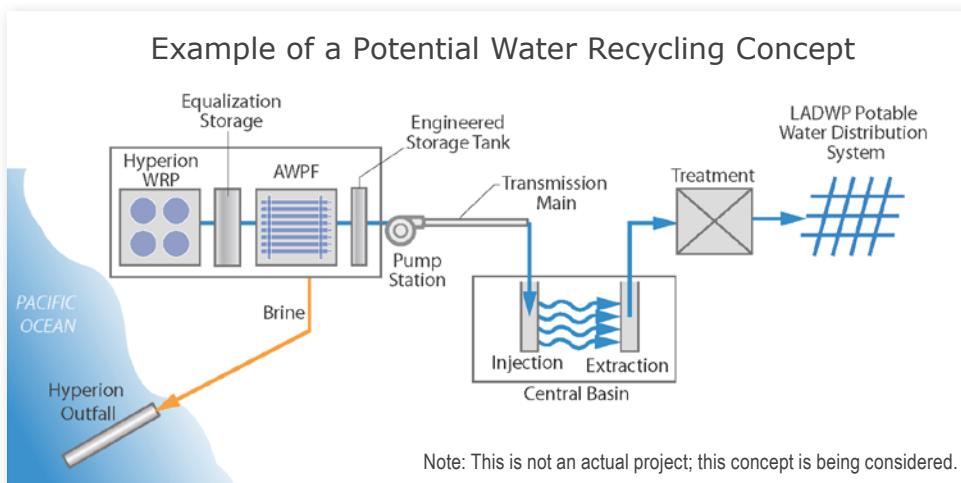 Example of a Potential Water Recycling Concept
Equalization
Storage
Hyperion
WRP
AWPF
Engineered
Storage Tank
Transmission
Main
Pump
Station
Treatment
LADWP Potable
Water Distribution
System
PACIFIC
OCEAN
Brine
Injection
Extraction
Central Basin
Hyperion
Outfall
Note: This is not an actual project; this concept is being considered.